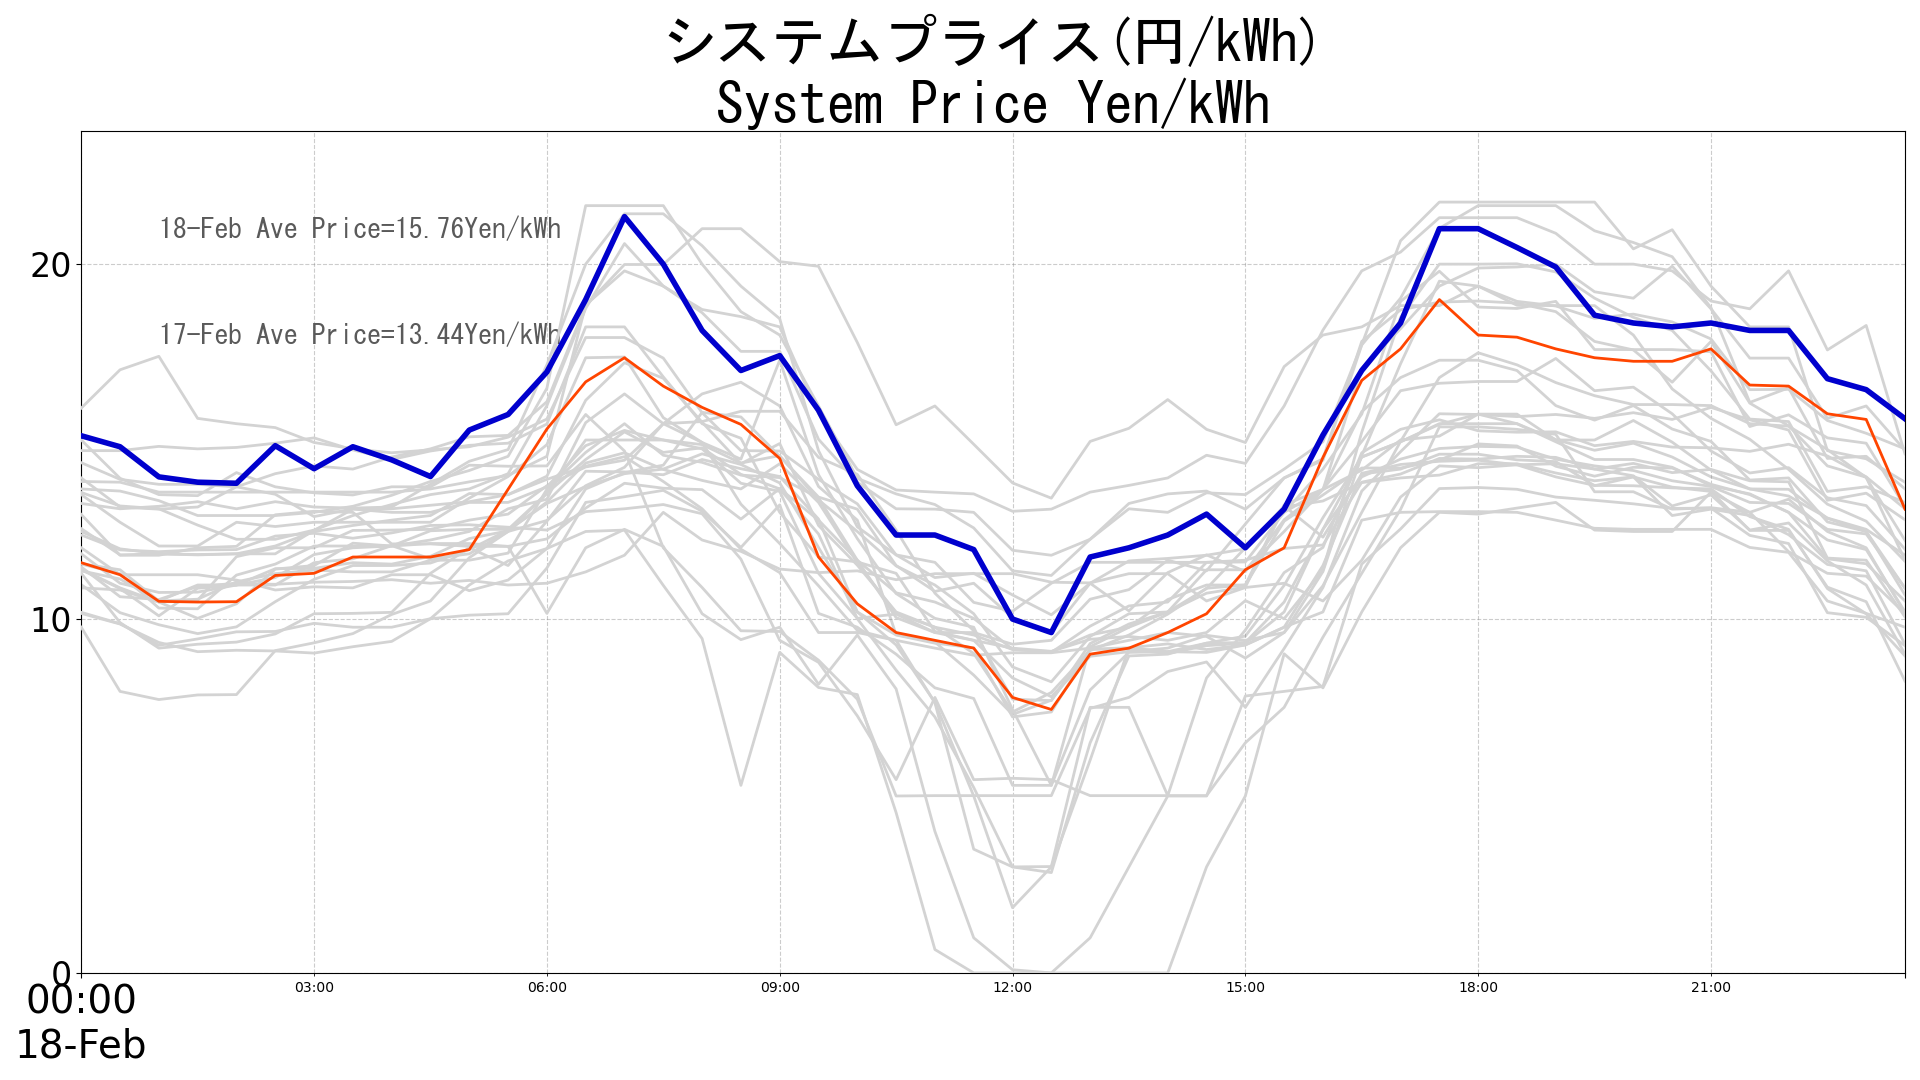 システムプライス(円/kWh)
System Price Yen/kWh
18-Feb Ave Price=15.76Yen/kWh
17-Feb Ave Price=13.44Yen/kWh
20
10
0
00:00
03:00
06:00
09:00
12:00
15:00
18:00
21:00
18-Feb